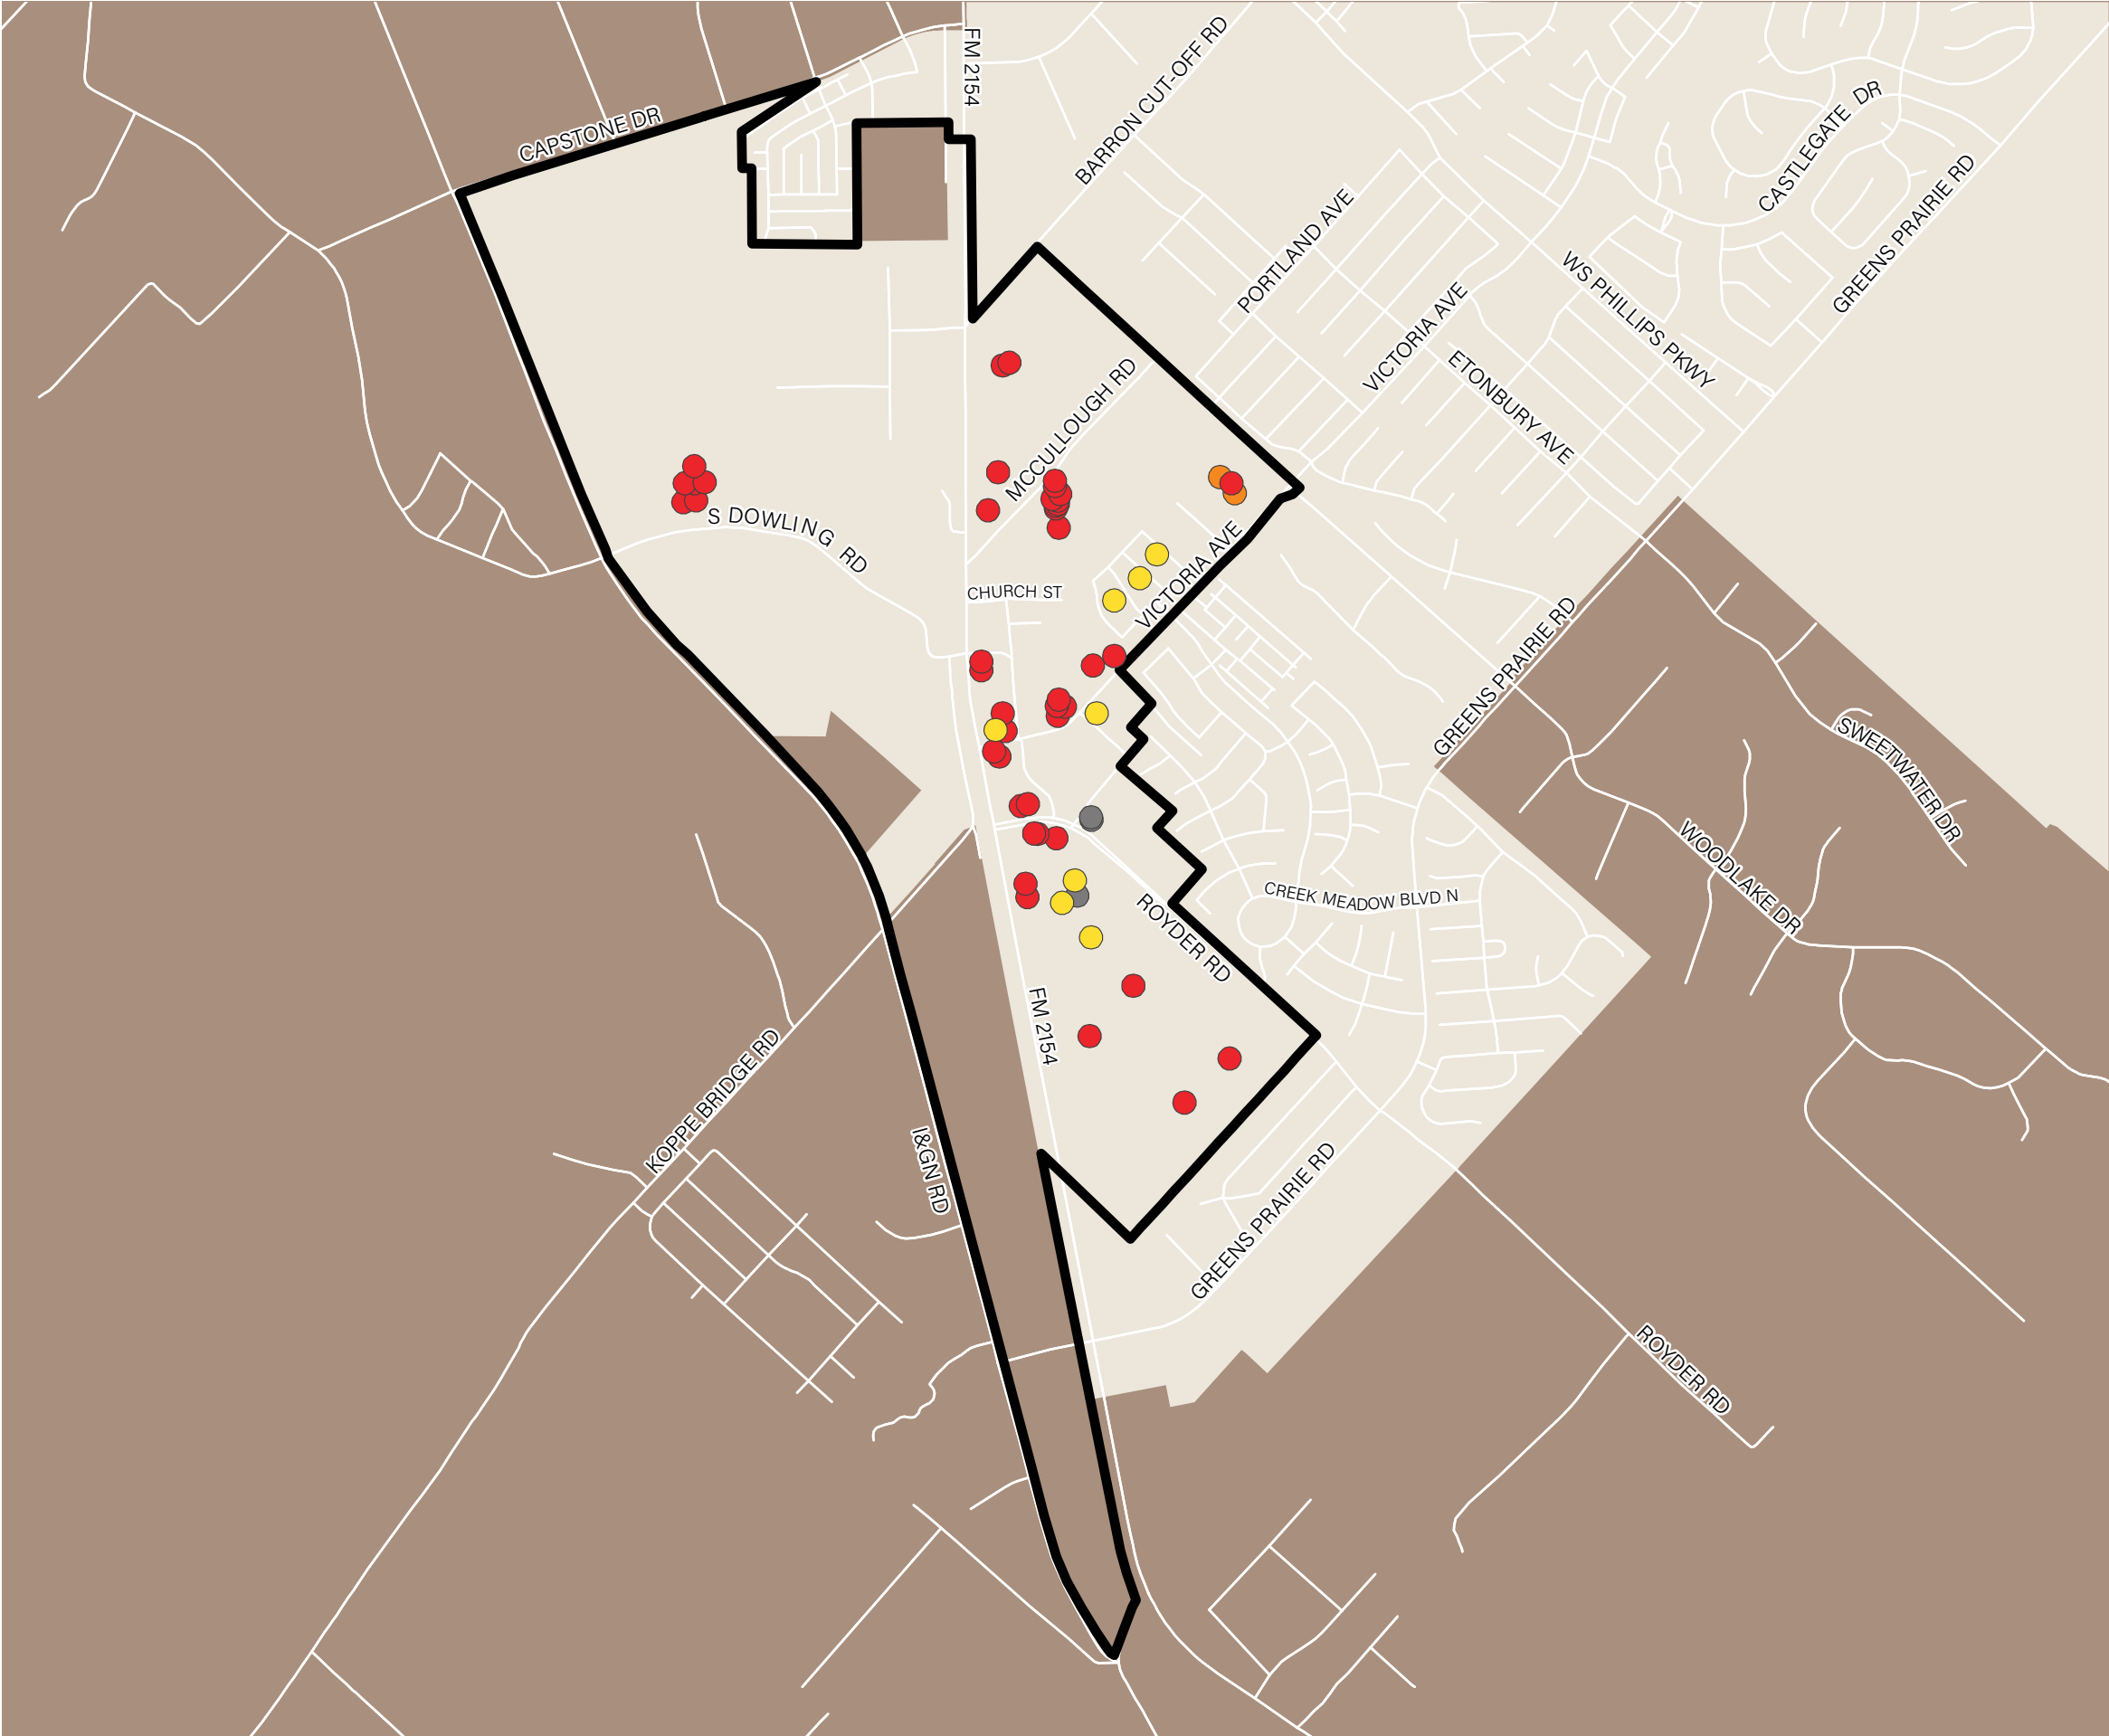 FM 2154
BARRON CUT-OFF RD
CAPSTONE DR
CASTLEGATE DR
GREENS PRAIRIE RD
PORTLAND AVE
WS PHILLIPS PKWY
VICTORIA AVE
ETONBURY AVE
MCCULLOUGH RD
S DOWLING RD
VICTORIA AVE
CHURCH ST
GREENS PRAIRIE RD
SWEETWATER DR
WOODLAKE DR
CREEK MEADOW BLVD N
ROYDER RD
FM 2154
KOPPE BRIDGE RD
I&GN RD
GREENS PRAIRIE RD
ROYDER RD